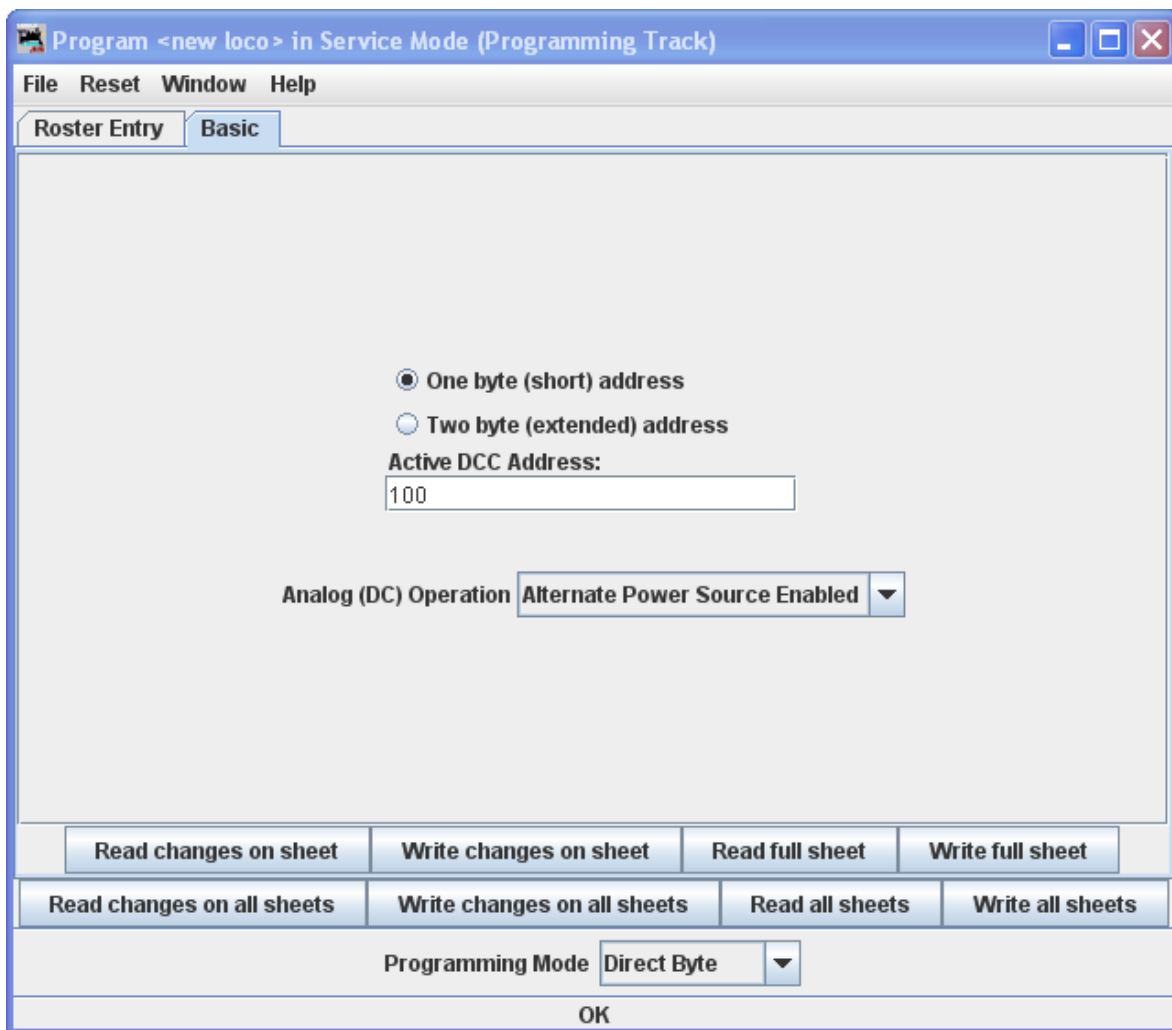 Program <new loco> in Service Mode (Programming Track)
File Reset Window Help
Roster Entry Basic
One byte (short) address
Two byte (extended) address
Active DCC Address:
100
Analog (DC) Operation Alternate Power Source Enabled
Read changes on sheet Write changes on sheet Read full sheet Write full sheet
Read changes on all sheets Write changes on all sheets Read all sheets Write all sheets
Programming Mode Direct Byte
OK